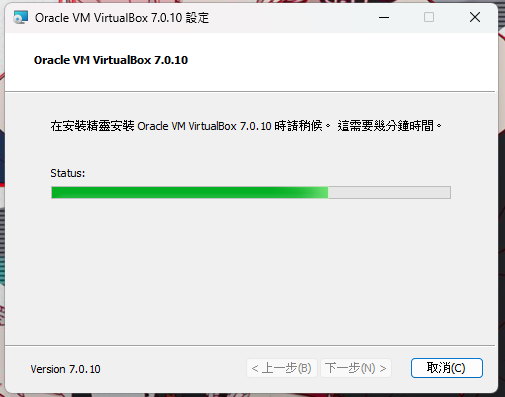 Oracle VM VirtualBox 7.0.10 設定
Oracle VM VirtualBox 7.0.10
在安裝精靈安裝 Oracle VM VirtualBox 7.0.10 時請稍候。 這需要幾分鐘時間。
Status:
Version 7.0.10
< 上一步(B) 下一步(N) > 取消(C)